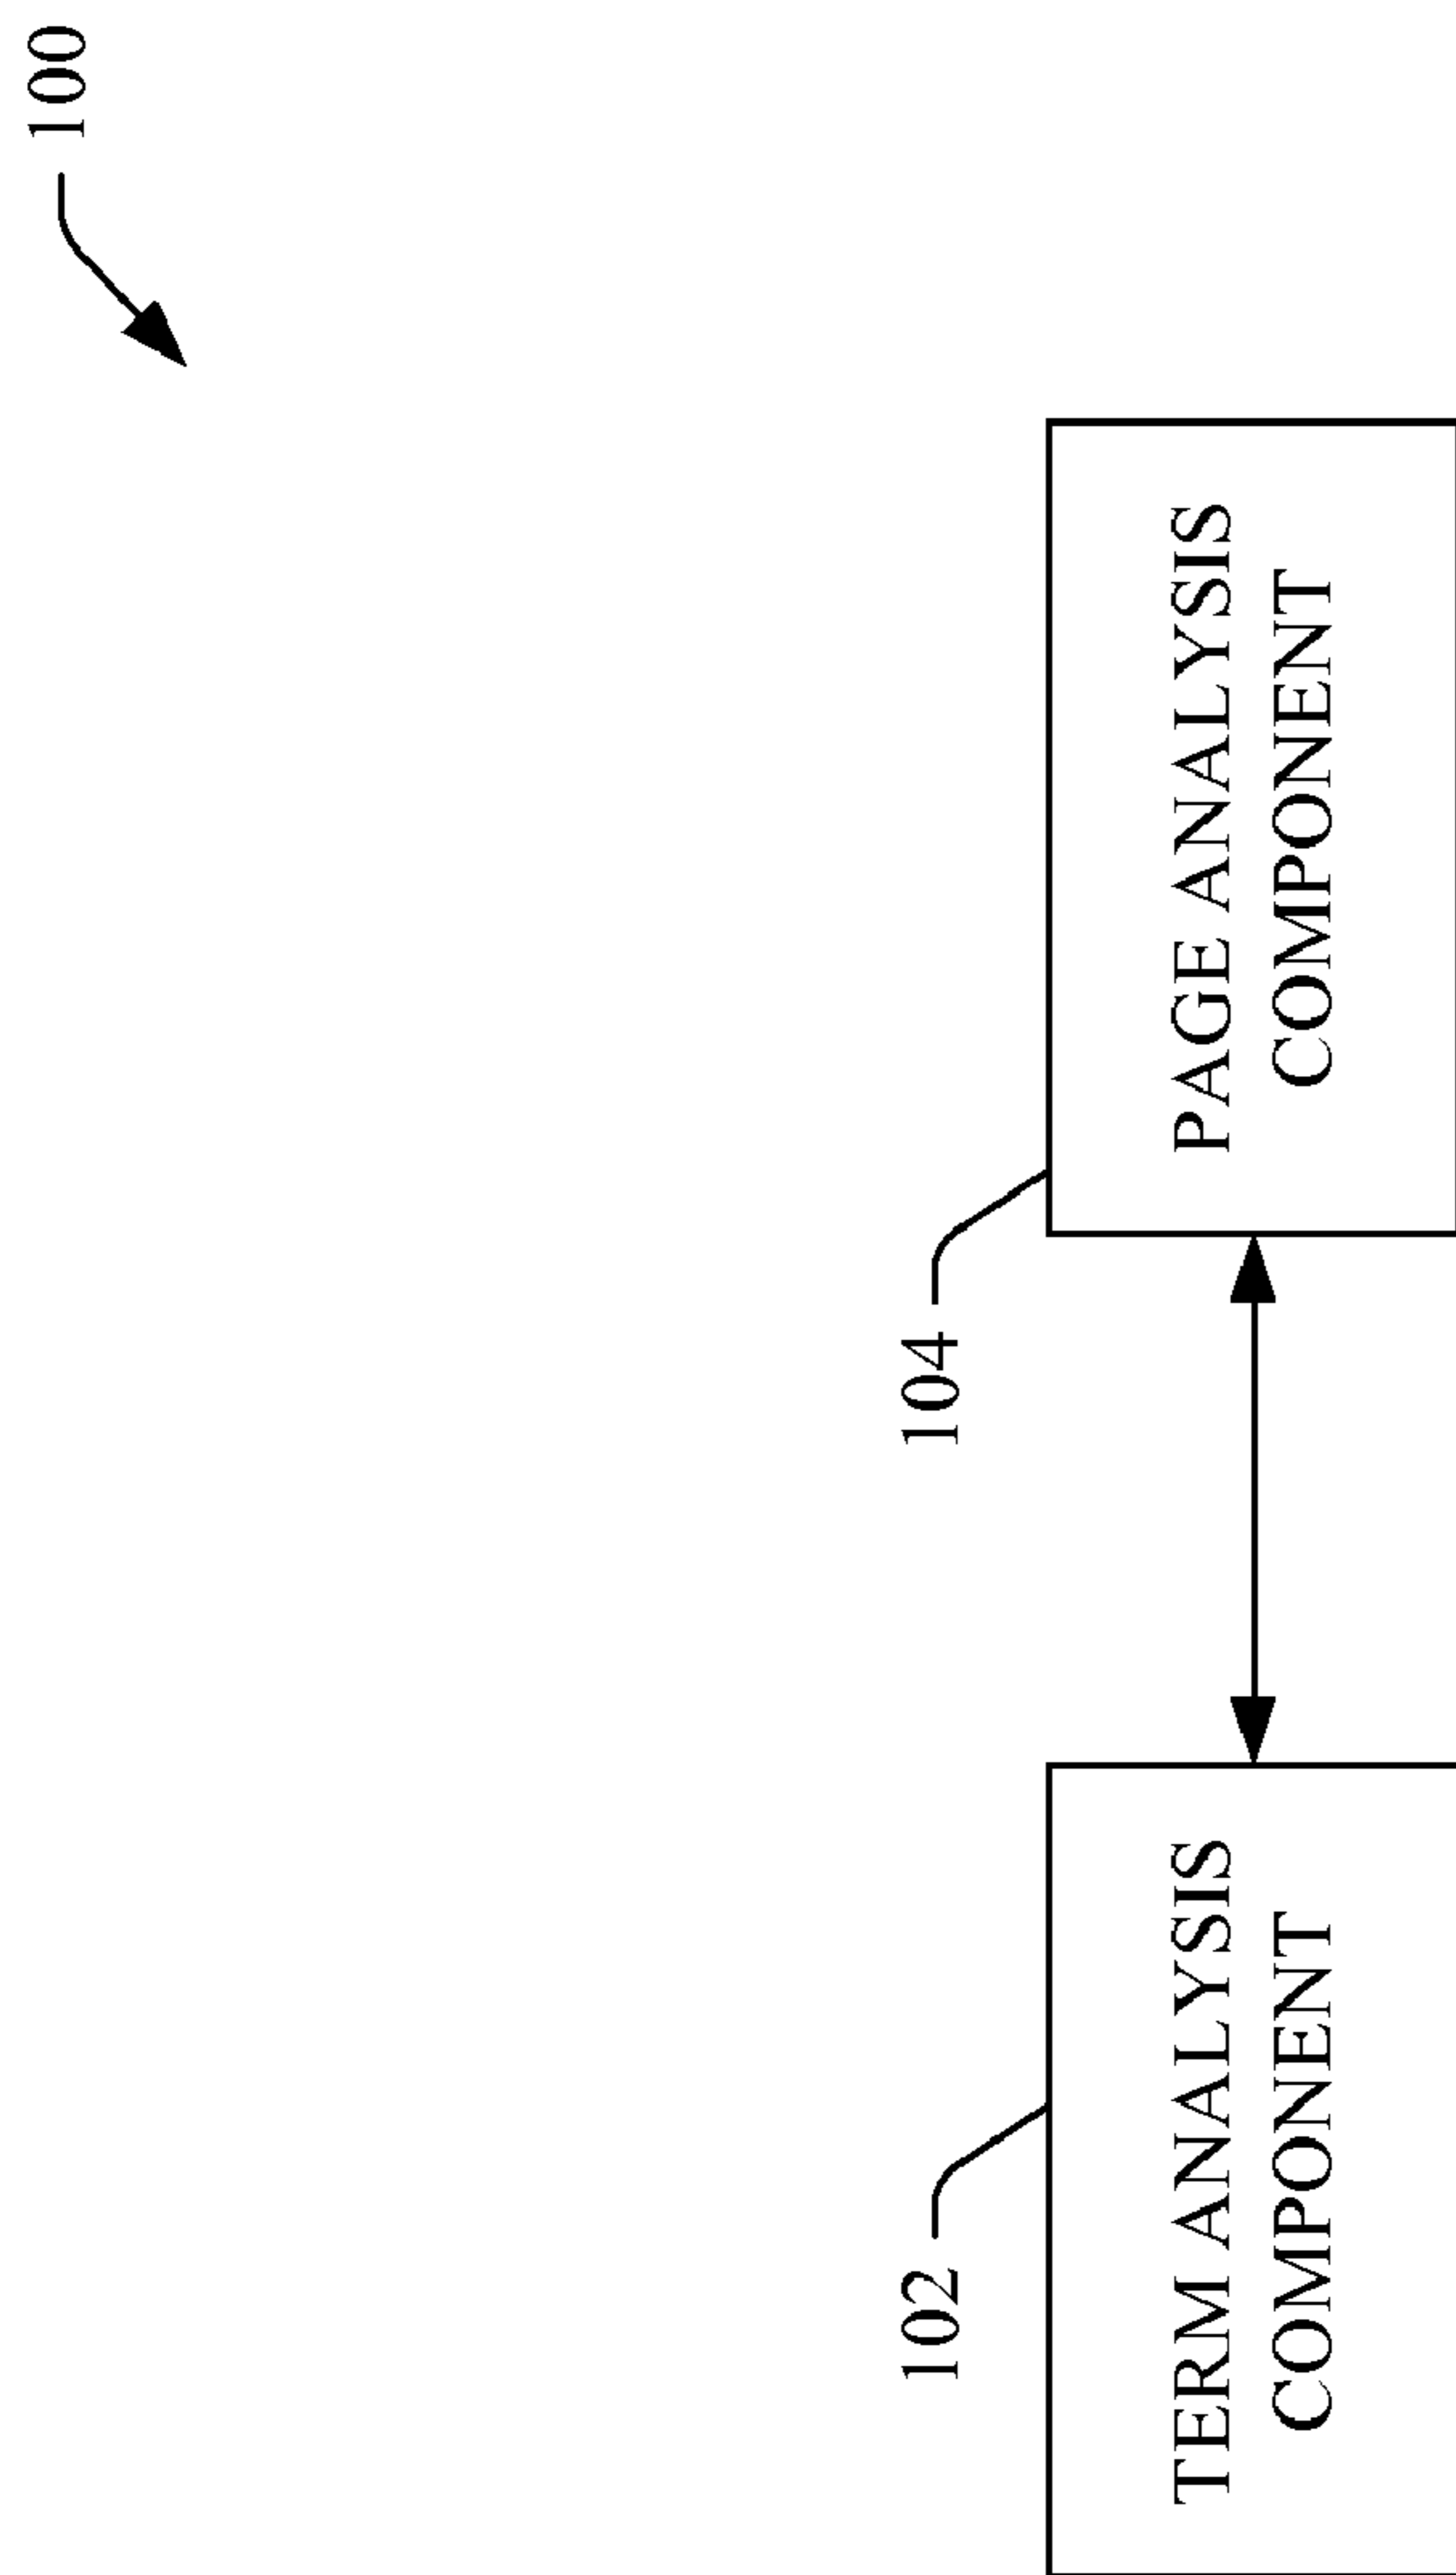 100
102
104
TERM ANALYSIS
COMPONENT
PAGE ANALYSIS
COMPONENT